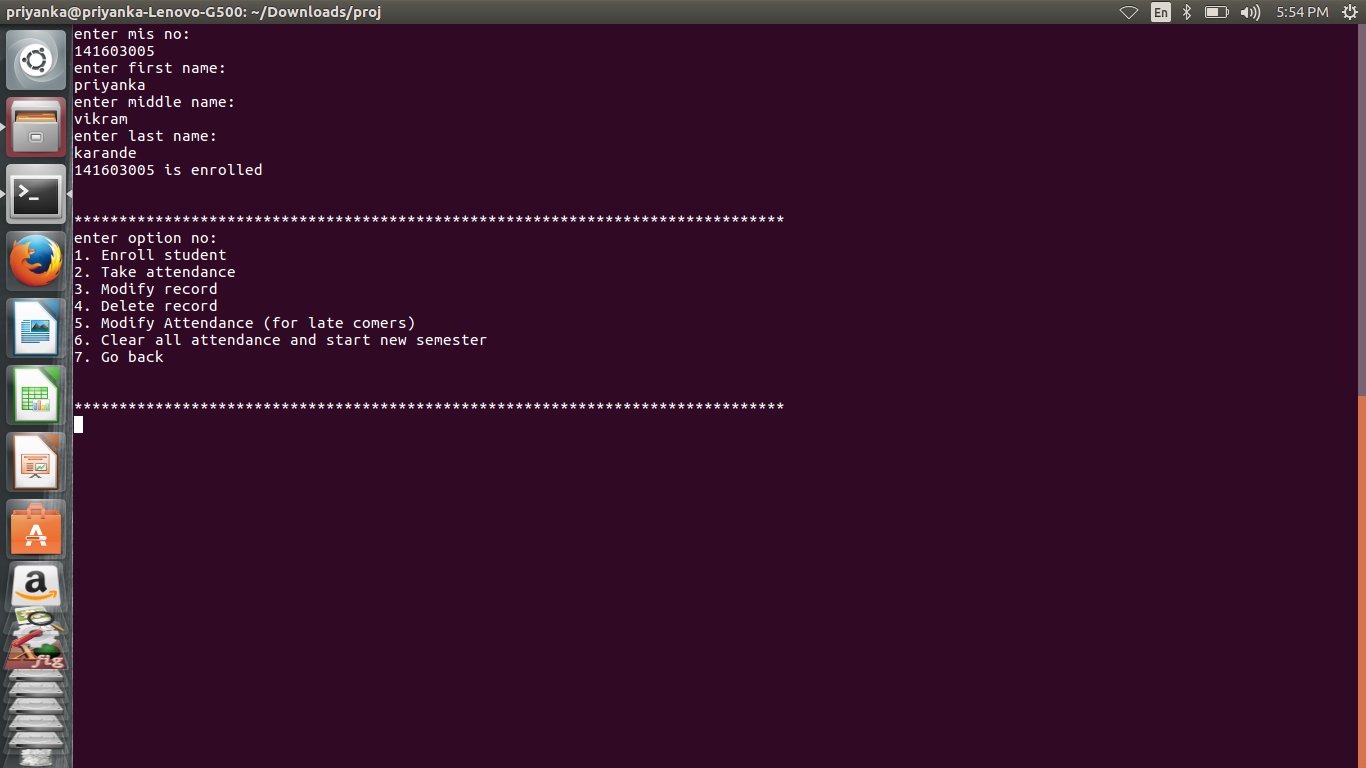 priyanka@priyanka-Lenovo-G500: ~/Downloads/proj
En
5:54 PM
enter mis no:
141603005
enter first name:
priyanka
enter middle name:
vikram
enter last name:
karande
141603005 is enrolled
*******************************************************************************
enter option no:
1. Enroll student
2. Take attendance
3. Modify record
4. Delete record
5. Modify Attendance (for late comers)
6. Clear all attendance and start new semester
7. Go back
*******************************************************************************
>_
A
a
fig